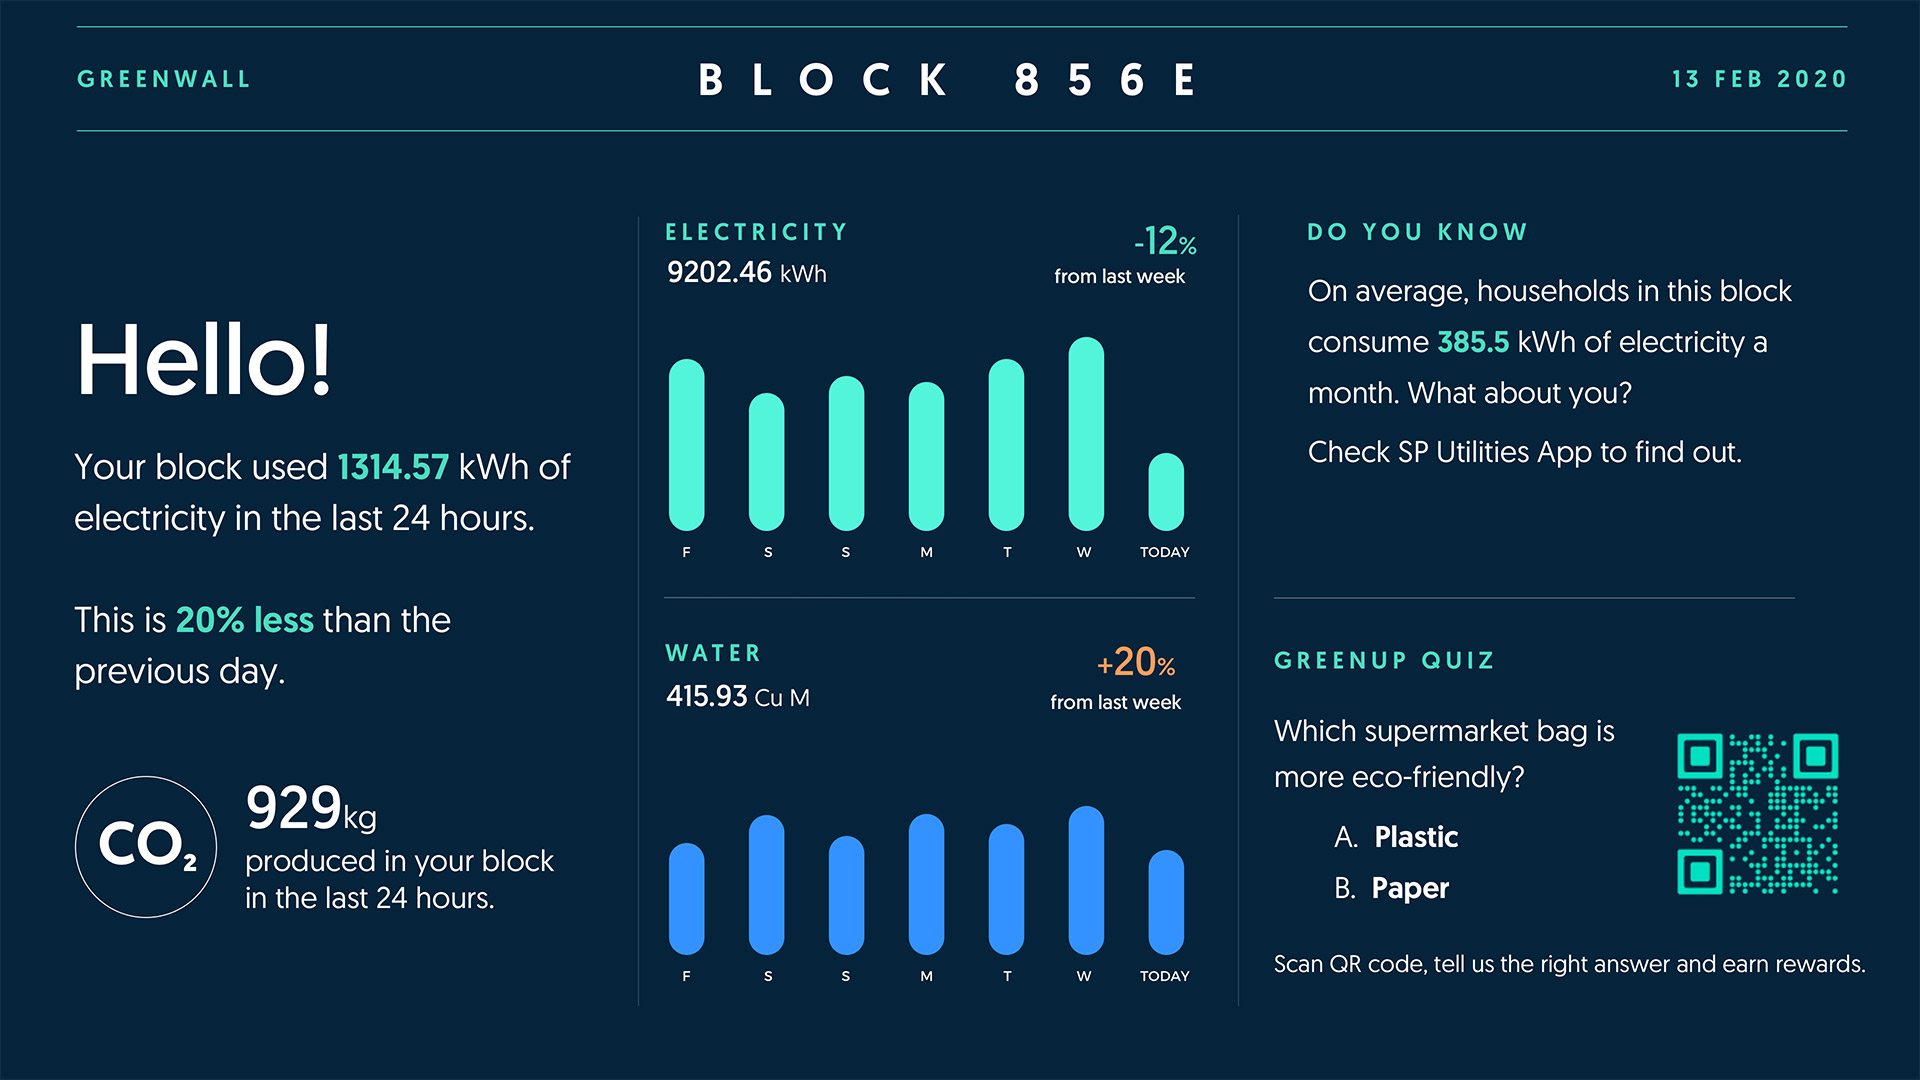 GREENWALL
BLOCK 856E
13 FEB 2020
Hello!
Your block used 1314.57 kWh of
electricity in the last 24 hours.
This is 20% less than the
previous day.
CO₂
929kg
produced in your block
in the last 24 hours.
ELECTRICITY
9202.46 kWh
-12%
from last week
F S S M T W TODAY
WATER
415.93 Cu M
+20%
from last week
F S S M T W TODAY
DO YOU KNOW
On average, households in this block
consume 385.5 kWh of electricity a
month. What about you?
Check SP Utilities App to find out.
GREENUP QUIZ
Which supermarket bag is
more eco-friendly?
A. Plastic
B. Paper
Scan QR code, tell us the right answer and earn rewards.